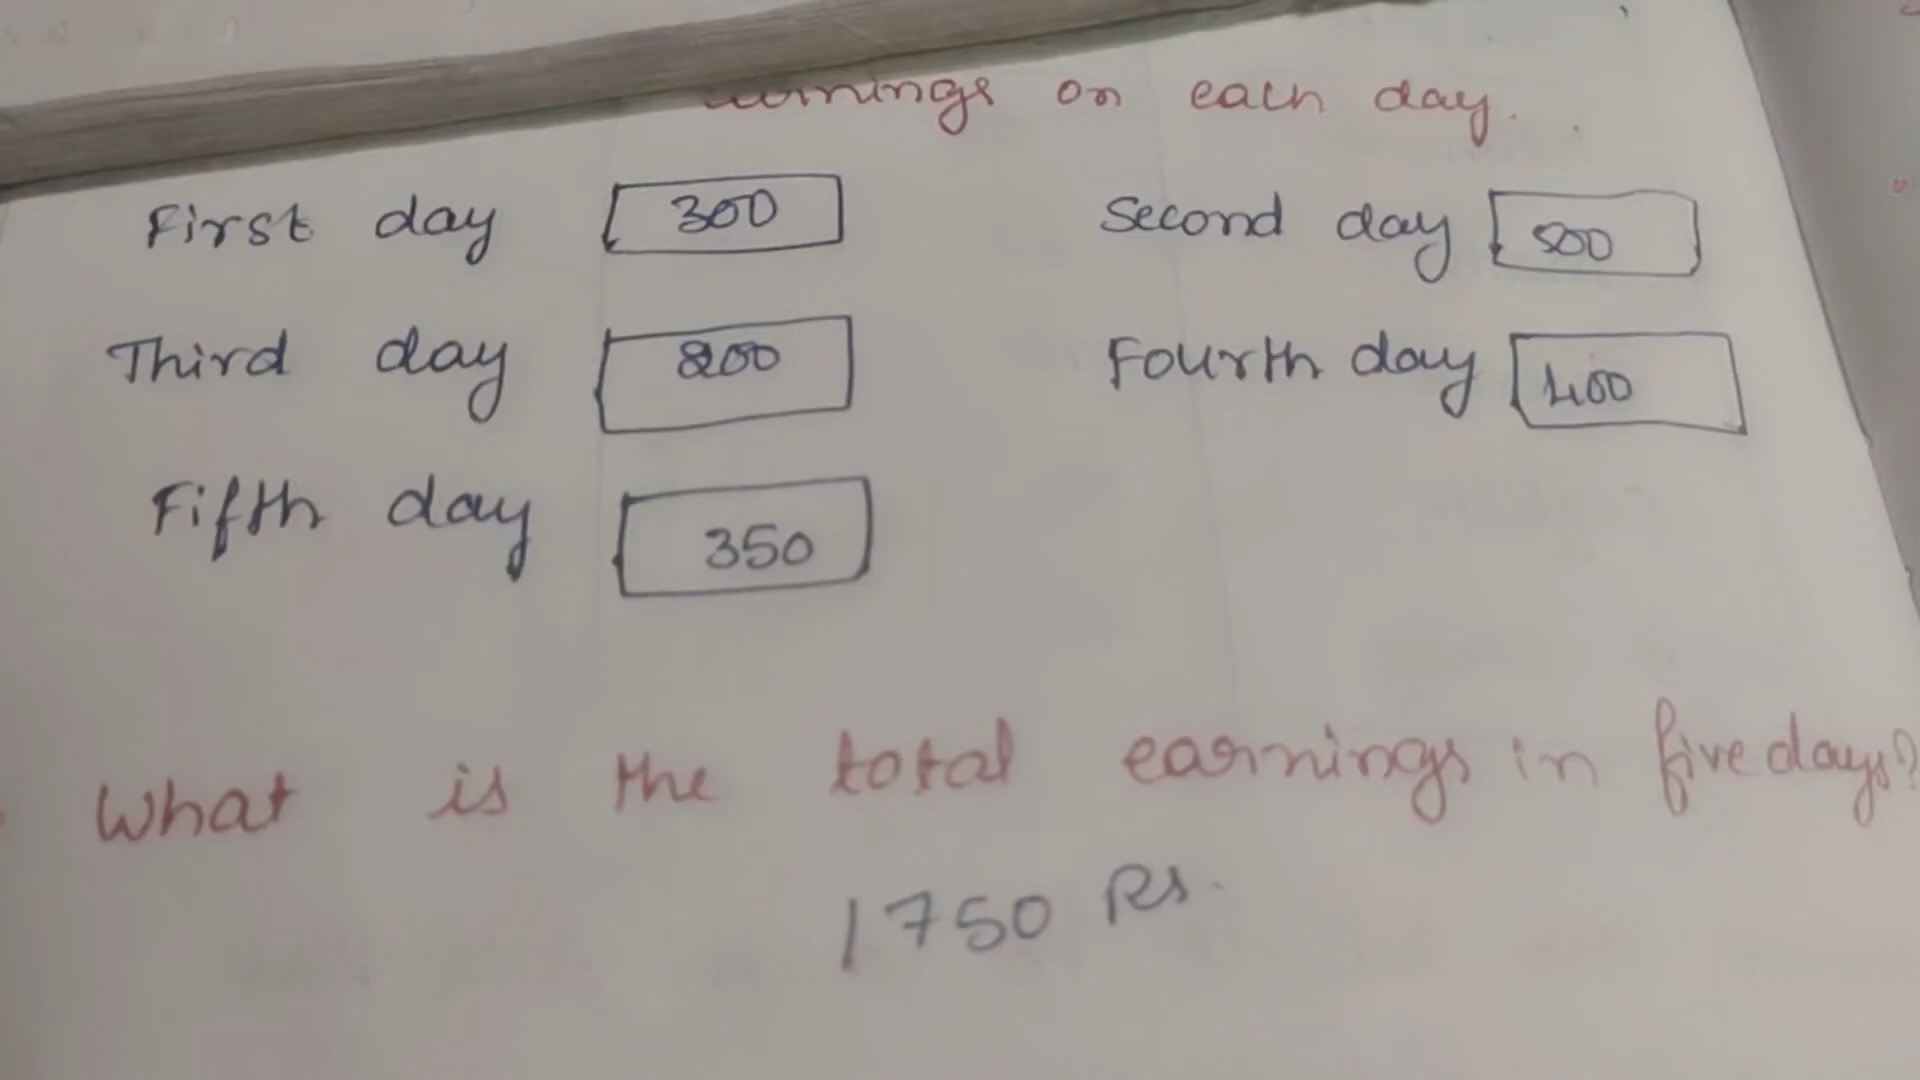 earnings on each day.
First day 300 Second day 500
Third day 200 Fourth day 400
Fifth day 350
What is the total earnings in five days?
1750 Rs.